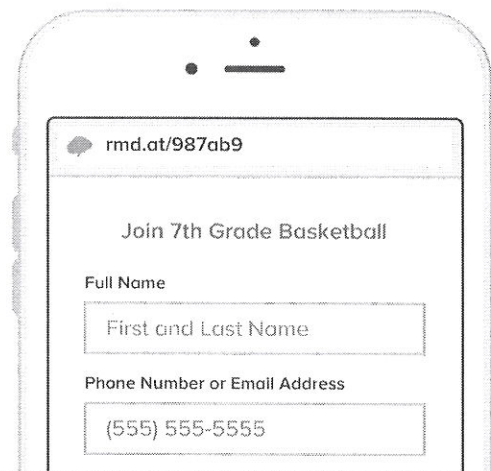 rmd.at/987ab9
Join 7th Grade Basketball
Full Name
First and Last Name
Phone Number or Email Address
(555) 555-5555